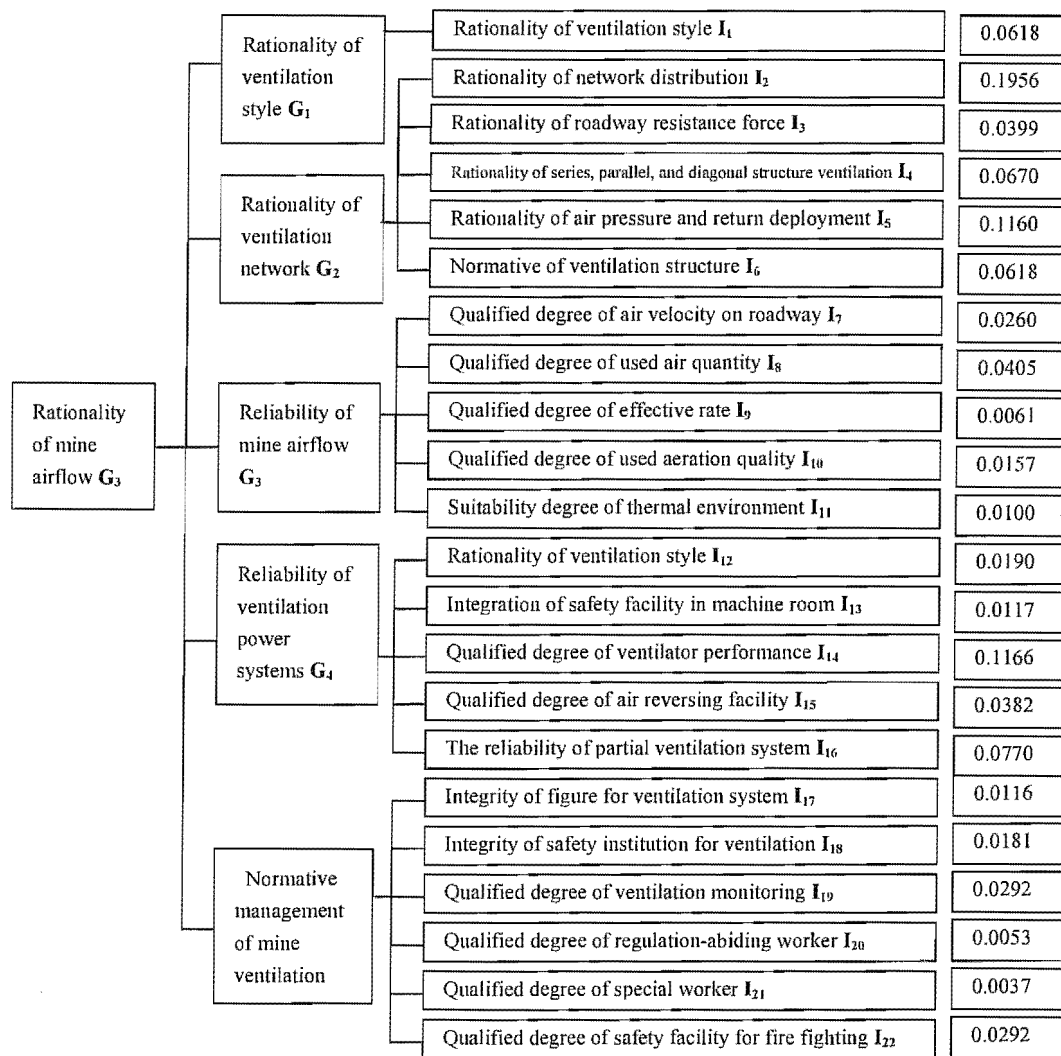 Rationality of
ventilation
style G₁
Rationality of ventilation style I₁
0.0618
Rationality of network distribution I₂
0.1956
Rationality of roadway resistance force I₃
0.0399
Rationality of series, parallel, and diagonal structure ventilation I₄
0.0670
Rationality of
ventilation
network G₂
Rationality of air pressure and return deployment I₅
0.1160
Normative of ventilation structure I₆
0.0618
Qualified degree of air velocity on roadway I₇
0.0260
Qualified degree of used air quantity I₈
0.0405
Rationality
of mine
airflow G₃
Reliability of
mine airflow
G₃
Qualified degree of effective rate I₉
0.0061
Qualified degree of used aeration quality I₁₀
0.0157
Suitability degree of thermal environment I₁₁
0.0100
Rationality of ventilation style I₁₂
0.0190
Reliability of
ventilation
power
systems G₄
Integration of safety facility in machine room I₁₃
0.0117
Qualified degree of ventilator performance I₁₄
0.1166
Qualified degree of air reversing facility I₁₅
0.0382
The reliability of partial ventilation system I₁₆
0.0770
Integrity of figure for ventilation system I₁₇
0.0116
Integrity of safety institution for ventilation I₁₈
0.0181
Normative
management
of mine
ventilation
Qualified degree of ventilation monitoring I₁₉
0.0292
Qualified degree of regulation-abiding worker I₂₀
0.0053
Qualified degree of special worker I₂₁
0.0037
Qualified degree of safety facility for fire fighting I₂₂
0.0292